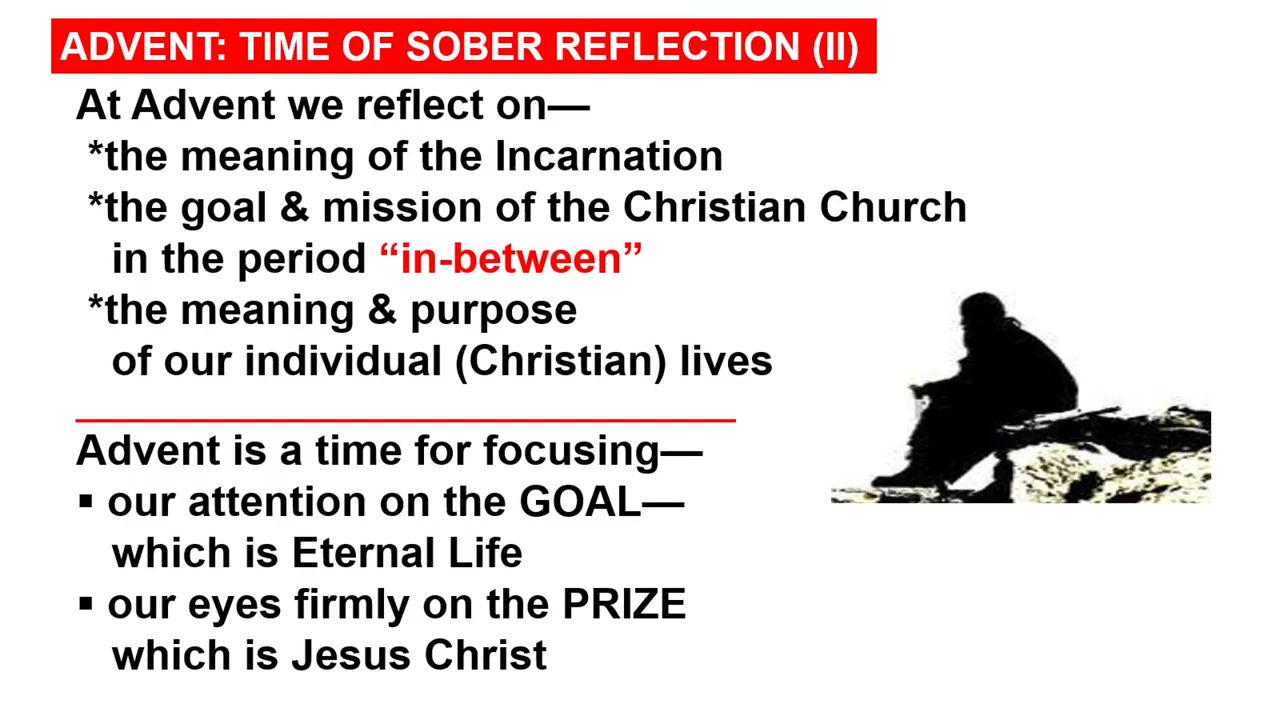 ADVENT: TIME OF SOBER REFLECTION (II)
At Advent we reflect on—
*the meaning of the Incarnation
*the goal & mission of the Christian Church
in the period “in-between”
*the meaning & purpose
of our individual (Christian) lives
Advent is a time for focusing—
▪ our attention on the GOAL—
which is Eternal Life
▪ our eyes firmly on the PRIZE
which is Jesus Christ